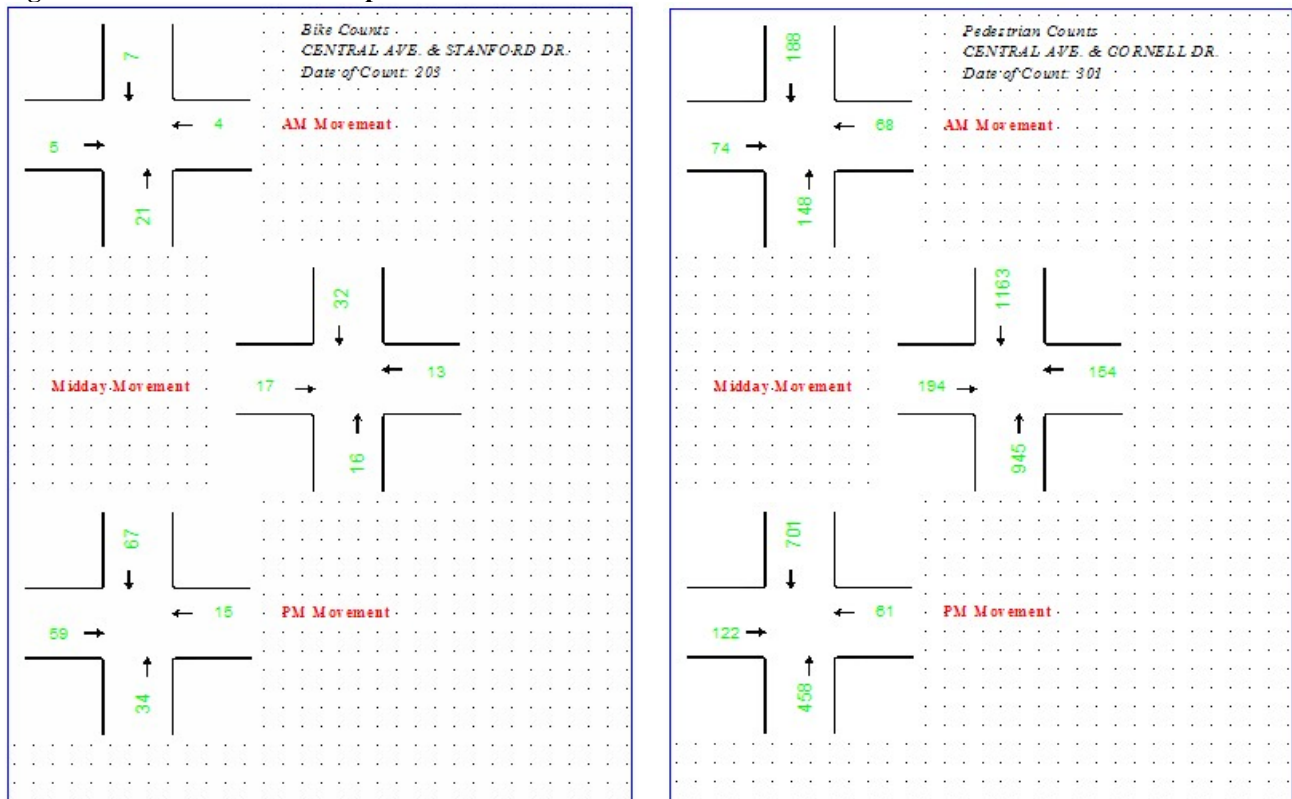 Bike Counts
CENTRAL AVE. & STANFORD DR.
Date of Count: 203
7
4
AM Movement
5
21
32
13
Midday Movement
17
16
67
15
PM Movement
59
34
Pedestrian Counts
CENTRAL AVE. & CORNELL DR.
Date of Count: 301
188
68
AM Movement
74
148
1163
154
Midday Movement
194
945
701
61
PM Movement
122
458